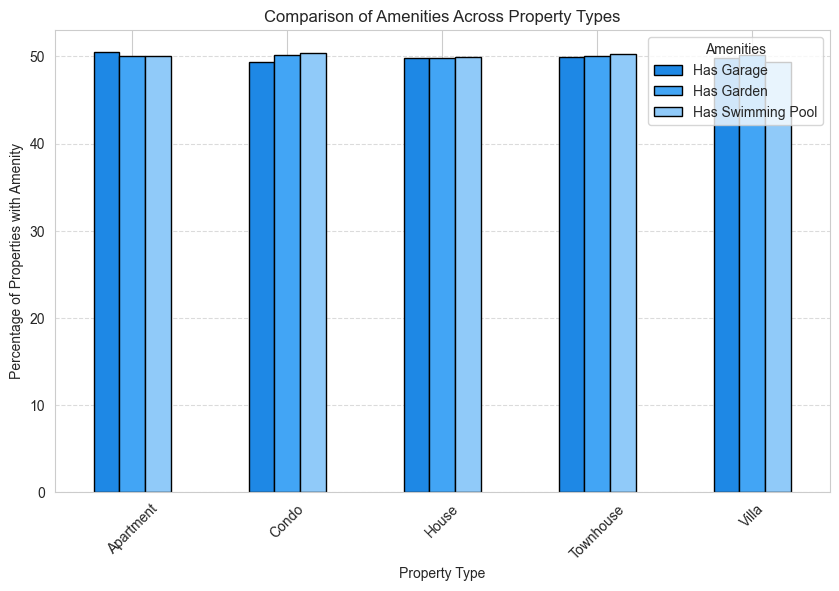 Comparison of Amenities Across Property Types
Percentage of Properties with Amenity
50
40
30
20
10
0
Amenities
Has Garage
Has Garden
Has Swimming Pool
Apartment
Condo
House
Townhouse
Villa
Property Type